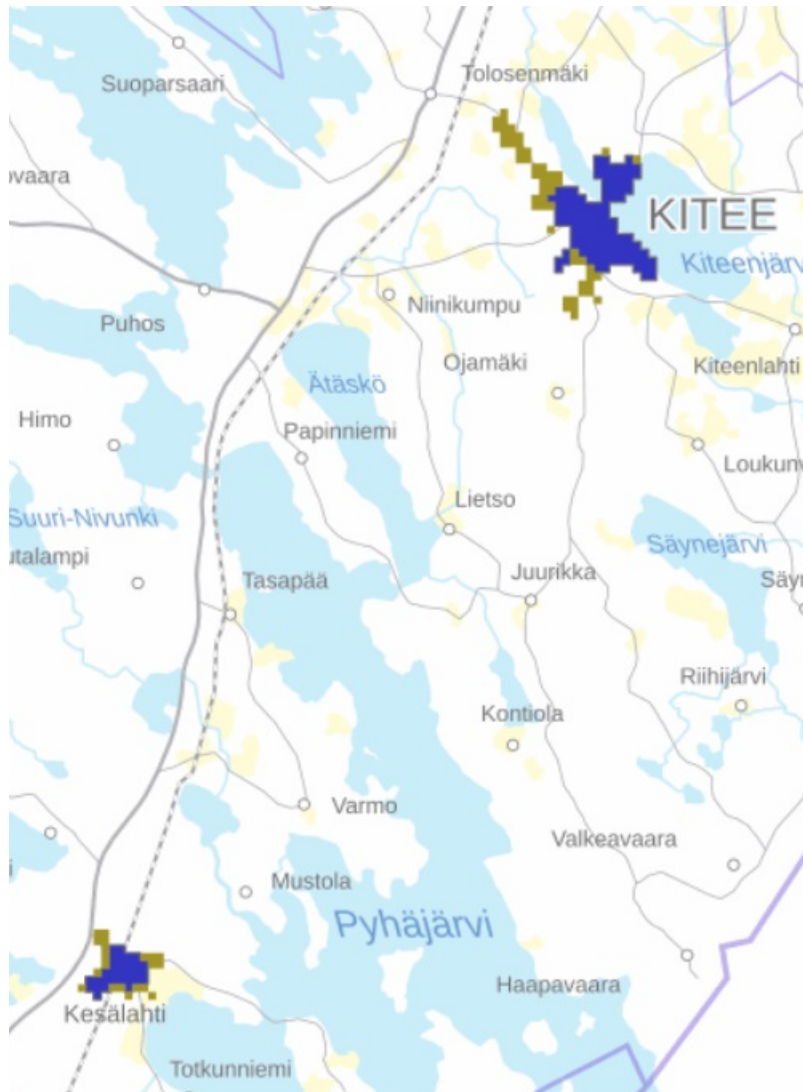 Tolosenmäki
Suoparsaari
KITEE
Kiteenjärv
Niinikumpu
Puhos
Ojamäki
Kiteenlahti
Ätäskö
Himo
Papinniemi
Lietso
Suuri-Nivunki
Säynejärvi
Juurikka
Tasapää
Riihijärvi
Kontiola
Varmo
Valkeavaara
Mustola
Pyhäjärvi
Haapavaara
Kesälahti
Totkunniemi